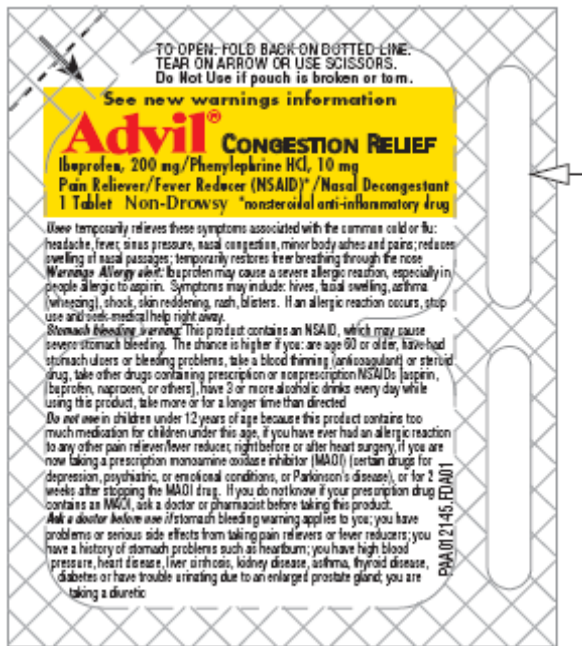 TO OPEN: FOLD BACK ON DOTTED LINE.
TEAR ON ARROW OR USE SCISSORS.
Do Not Use if pouch is broken or torn.
See new warnings information
Advil® CONGESTION RELIEF
Ibuprofen, 200 mg/Phenylephrine HCl, 10 mg
Pain Reliever/Fever Reducer (NSAID)*/Nasal Decongestant
1 Tablet Non-Drowsy *nonsteroidal anti-inflammatory drug
Uses temporarily relieves these symptoms associated with the common cold or flu:
headache, fever, sinus pressure, nasal congestion, minor body aches and pains; reduces
swelling of nasal passages; temporarily restores freer breathing through the nose
Warnings Allergy alert: Ibuprofen may cause a severe allergic reaction, especially in
people allergic to aspirin. Symptoms may include: hives, facial swelling, asthma
(wheezing), shock, skin reddening, rash, blisters. If an allergic reaction occurs, stop
use and seek medical help right away.
Stomach bleeding warning: This product contains an NSAID, which may cause
severe stomach bleeding. The chance is higher if you: are age 60 or older, have had
stomach ulcers or bleeding problems, take a blood thinning (anticoagulant) or steroid
drug, take other drugs containing prescription or nonprescription NSAIDs [aspirin,
ibuprofen, naproxen, or others], have 3 or more alcoholic drinks every day while
using this product, take more or for a longer time than directed
Do not use in children under 12 years of age because this product contains too
much medication for children under this age, if you have ever had an allergic reaction
to any other pain reliever/fever reducer, right before or after heart surgery, if you are
now taking a prescription monoamine oxidase inhibitor (MAOI) (certain drugs for
depression, psychiatric, or emotional conditions, or Parkinson's disease), or for 2
weeks after stopping the MAOI drug. If you do not know if your prescription drug
contains an MAOI, ask a doctor or pharmacist before taking this product.
Ask a doctor before use if stomach bleeding warning applies to you; you have
problems or serious side effects from taking pain relievers or fever reducers; you
have a history of stomach problems such as heartburn; you have high blood
pressure, heart disease, liver cirrhosis, kidney disease, asthma, thyroid disease,
diabetes or have trouble urinating due to an enlarged prostate gland; you are
taking a diuretic
PAA012145.FDA01